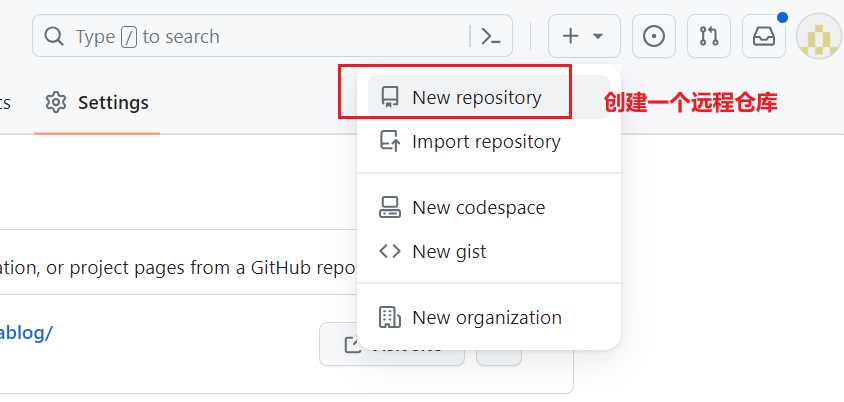 Type / to search
ts
Settings
New repository
创建一个远程仓库
Import repository
New codespace
New gist
ation, or project pages from a GitHub repo
New organization
ablog/